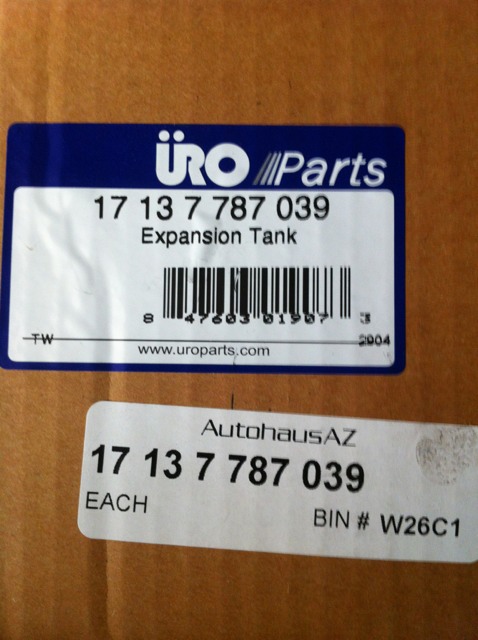 ÜRO Parts
17 13 7 787 039
Expansion Tank
8 47603 01907 3
TW 2904
www.uroparts.com
AutohausAZ
17 13 7 787 039
EACH
BIN # W26C1